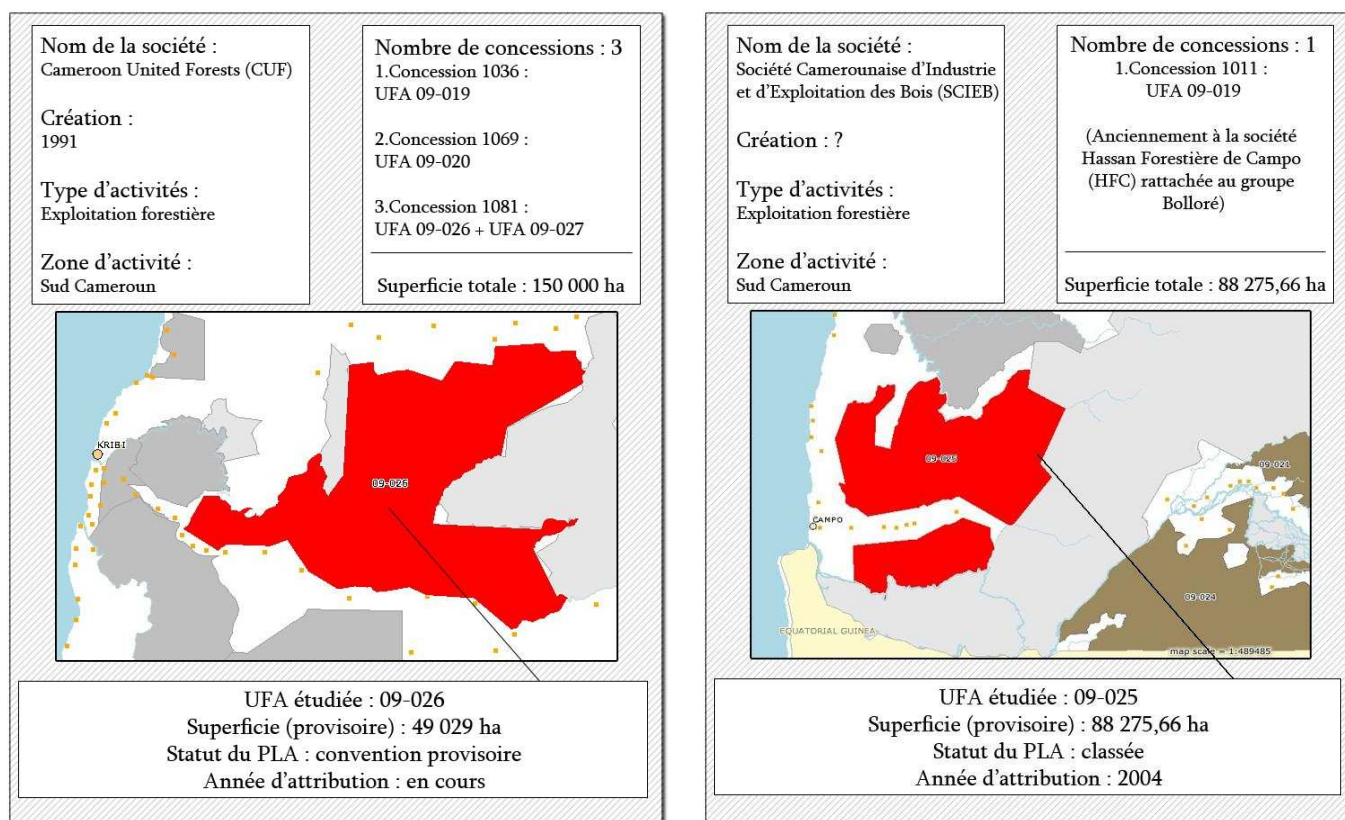 Nom de la société :
Cameroon United Forests (CUF)
Création :
1991
Type d'activités :
Exploitation forestière
Zone d'activité :
Sud Cameroun
Nombre de concessions : 3
1.Concession 1036 :
UFA 09-019
2.Concession 1069 :
UFA 09-020
3.Concession 1081 :
UFA 09-026 + UFA 09-027
Superficie totale : 150 000 ha
KRIBI
09-026
UFA étudiée : 09-026
Superficie (provisoire) : 49 029 ha
Statut du PLA : convention provisoire
Année d'attribution : en cours
Nom de la société :
Société Camerounaise d'Industrie
et d'Exploitation des Bois (SCIEB)
Création : ?
Type d'activités :
Exploitation forestière
Zone d'activité :
Sud Cameroun
Nombre de concessions : 1
1.Concession 1011 :
UFA 09-019
(Anciennement à la société
Hassan Forestière de Campo
(HFC) rattachée au groupe
Bolloré)
Superficie totale : 88 275,66 ha
09-025
09-021
CAMPO
09-024
EQUATORIAL GUINEA
map scale = 1:489485
UFA étudiée : 09-025
Superficie (provisoire) : 88 275,66 ha
Statut du PLA : classée
Année d'attribution : 2004